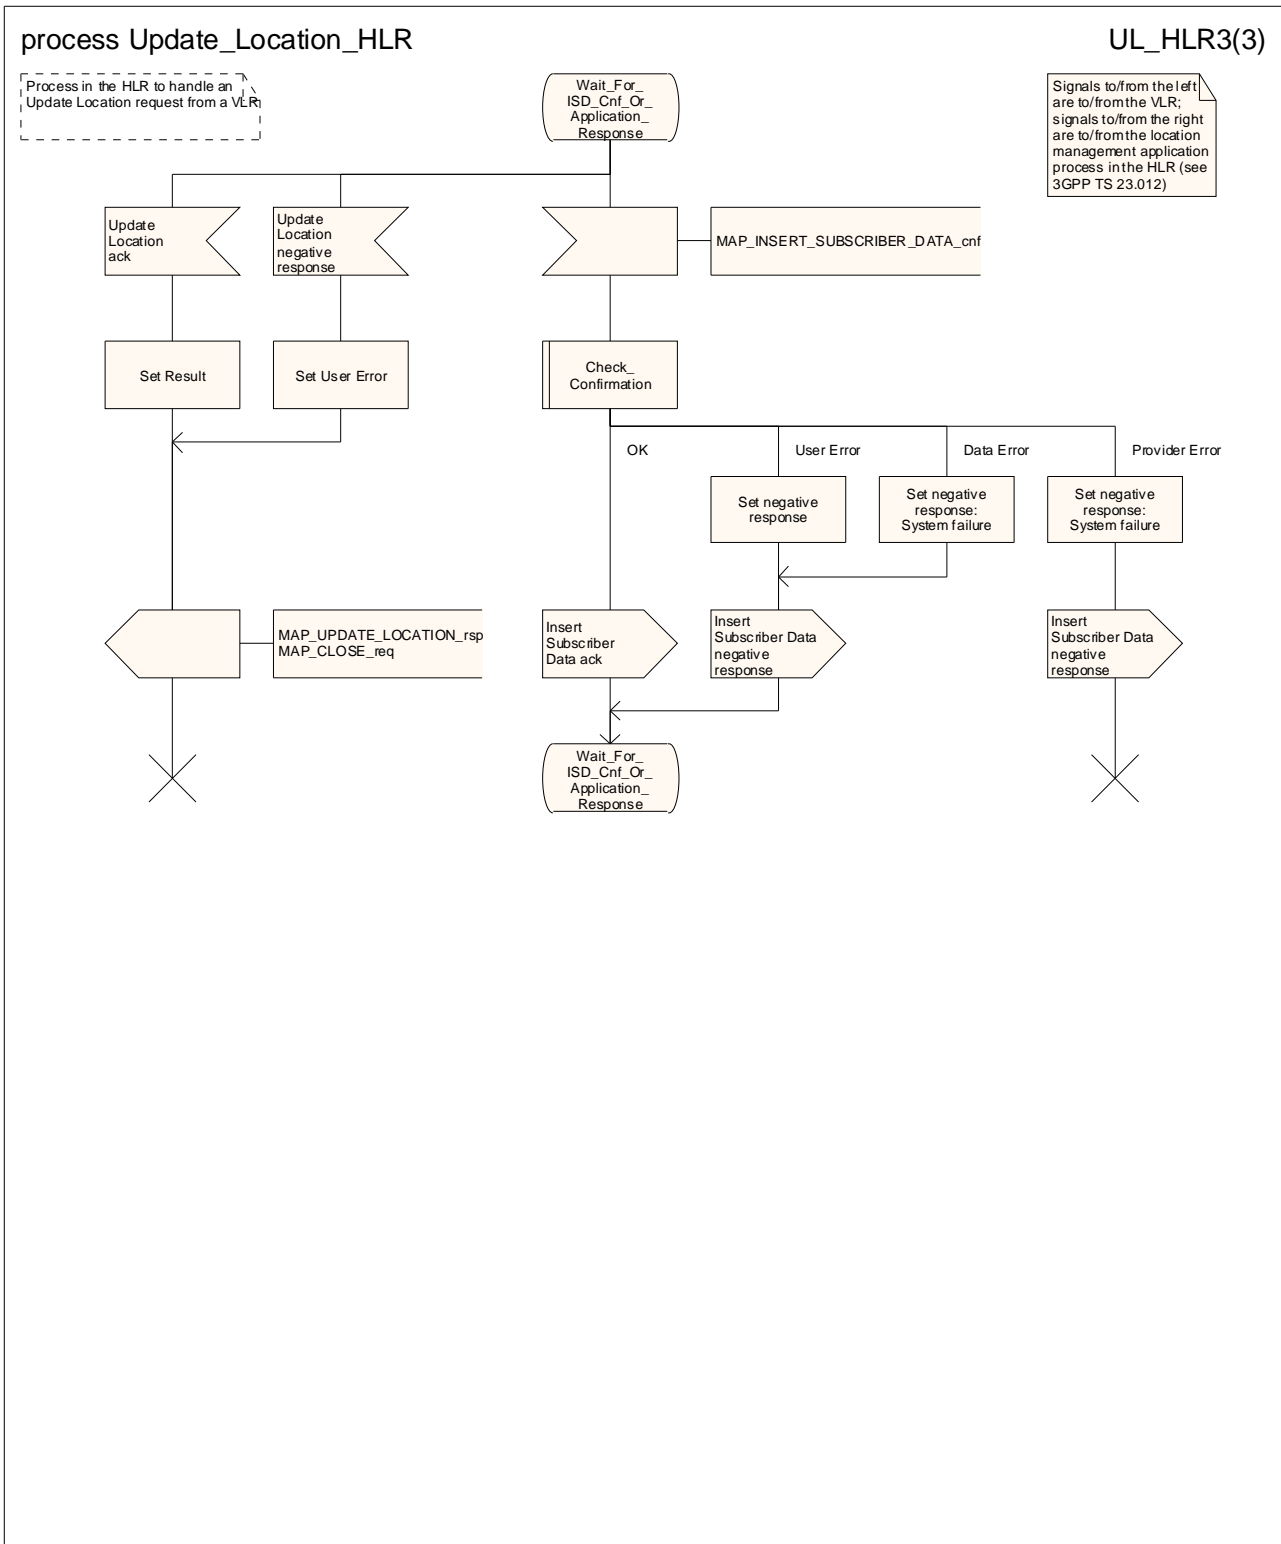 process Update_Location_HLR
UL_HLR3(3)
Process in the HLR to handle an
Update Location request from a VLR
Wait_For_
ISD_Cnf_Or_
Application_
Response
Signals to/from the left
are to/from the VLR;
signals to/from the right
are to/from the location
management application
process in the HLR (see
3GPP TS 23.012)
Update
Location
ack
Update
Location
negative
response
MAP_INSERT_SUBSCRIBER_DATA_cnf
Set Result
Set User Error
Check_
Confirmation
OK
User Error
Data Error
Provider Error
Set negative
response
Set negative
response:
System failure
Set negative
response:
System failure
MAP_UPDATE_LOCATION_rsp
MAP_CLOSE_req
Insert
Subscriber
Data ack
Insert
Subscriber Data
negative
response
Insert
Subscriber Data
negative
response
Wait_For_
ISD_Cnf_Or_
Application_
Response